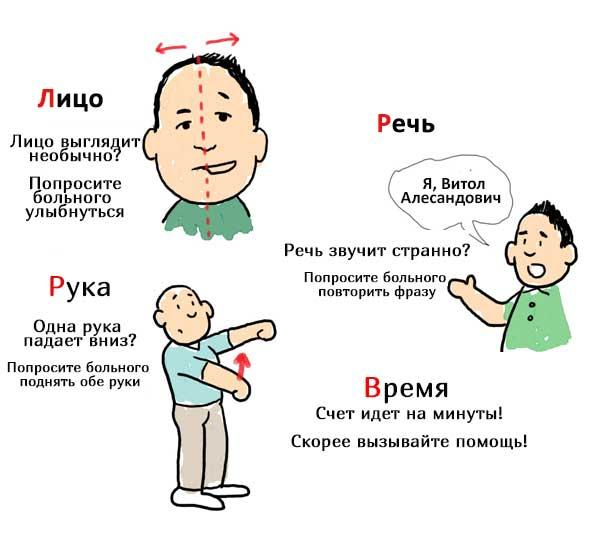 Лицо
Лицо выглядит
необычно?
Попросите
больного
улыбнуться
Рука
Одна рука
падает вниз?
Попросите больного
поднять обе руки
Речь
Я, Витол
Алесандович
Речь звучит странно?
Попросите больного
повторить фразу
Время
Счет идет на минуты!
Скорее вызывайте помощь!